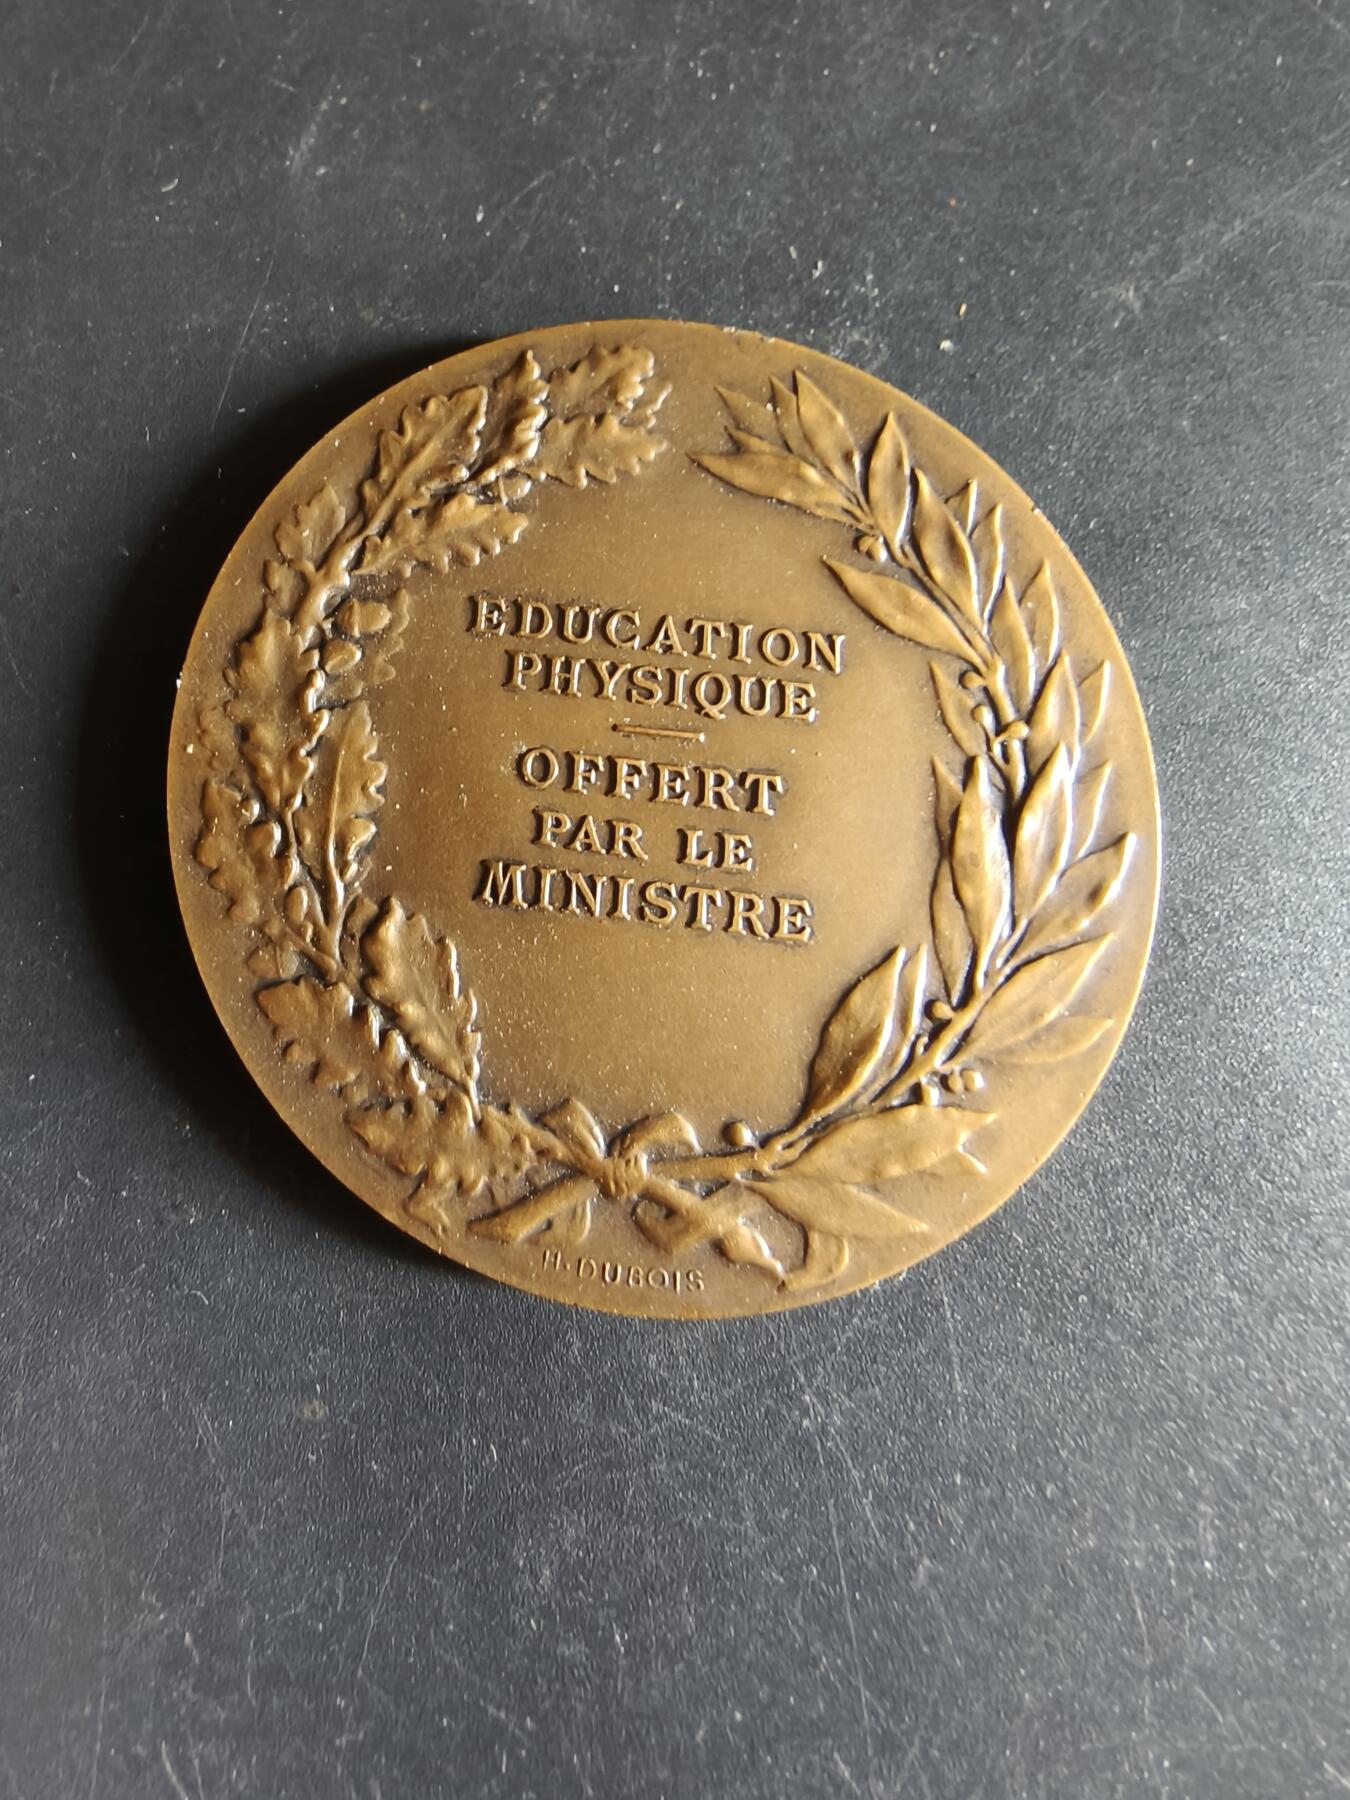 EDUCATION
PHYSIQUE
OFFERT
PAR LE
MINISTRE
H. DUBOIS